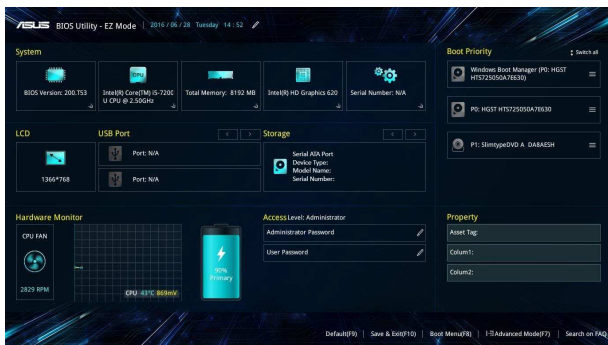 ASUS BIOS Utility - EZ Mode 2016 / 06 / 28 Tuesday 14 : 52
System
BIOS Version: 200.T53
CPU
Intel(R) Core(TM) i5-7200
U CPU @ 2.50GHz
Total Memory: 8192 MB
Intel(R) HD Graphics 620
Serial Number: N/A
Boot Priority
Switch all
Windows Boot Manager (P0: HGST
HTS725050A7E630)
P0: HGST HTS725050A7E630
P1: SlimtypeDVD A DA8AESH
LCD
1366*768
USB Port
Port: N/A
Port: N/A
Storage
Serial ATA Port
Device Type:
Model Name:
Serial Number:
Hardware Monitor
CPU FAN
2829 RPM
CPU 43°C 869mV
90%
Primary
Access Level: Administrator
Administrator Password
User Password
Property
Asset Tag:
Colum1:
Colum2:
Default(F9) | Save & Exit(F10) | Boot Menu(F8) | Advanced Mode(F7) | Search on FAQ